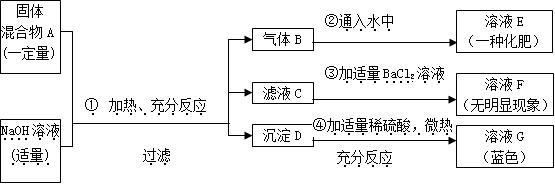 固体
混合物 A
(一定量)
NaOH 溶液
(适量)
① 加热、充分反应
过滤
气体 B
滤液 C
沉淀 D
②通入水中
③加适量 BaCl₂ 溶液
④加适量稀硫酸，微热
充分反应
溶液 E
(一种化肥)
溶液 F
(无明显现象)
溶液 G
(蓝色)